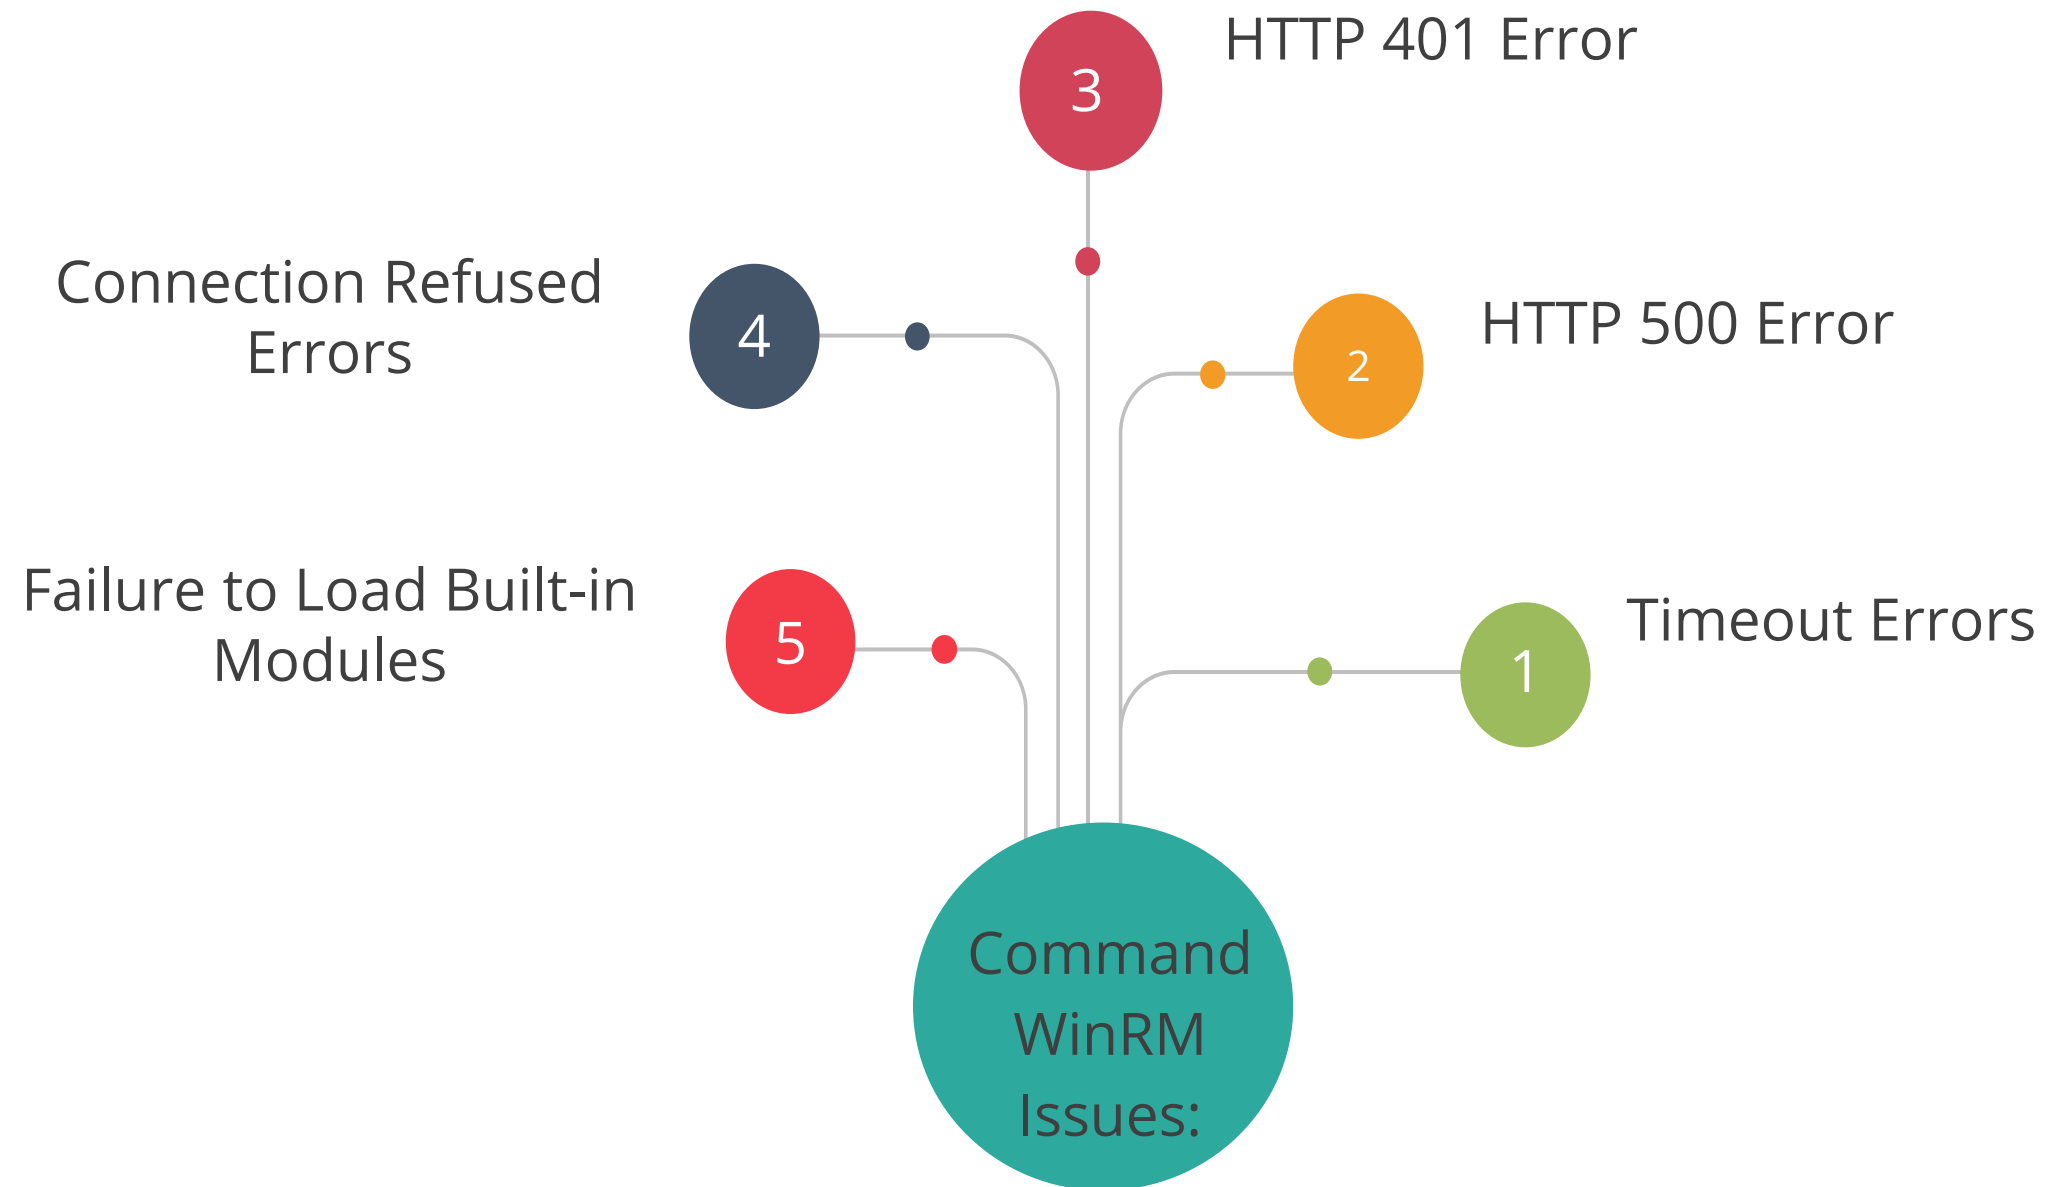 HTTP 401 Error
3
Connection Refused
Errors
4
HTTP 500 Error
2
Failure to Load Built-in
Modules
5
Timeout Errors
1
Command
WinRM
Issues: